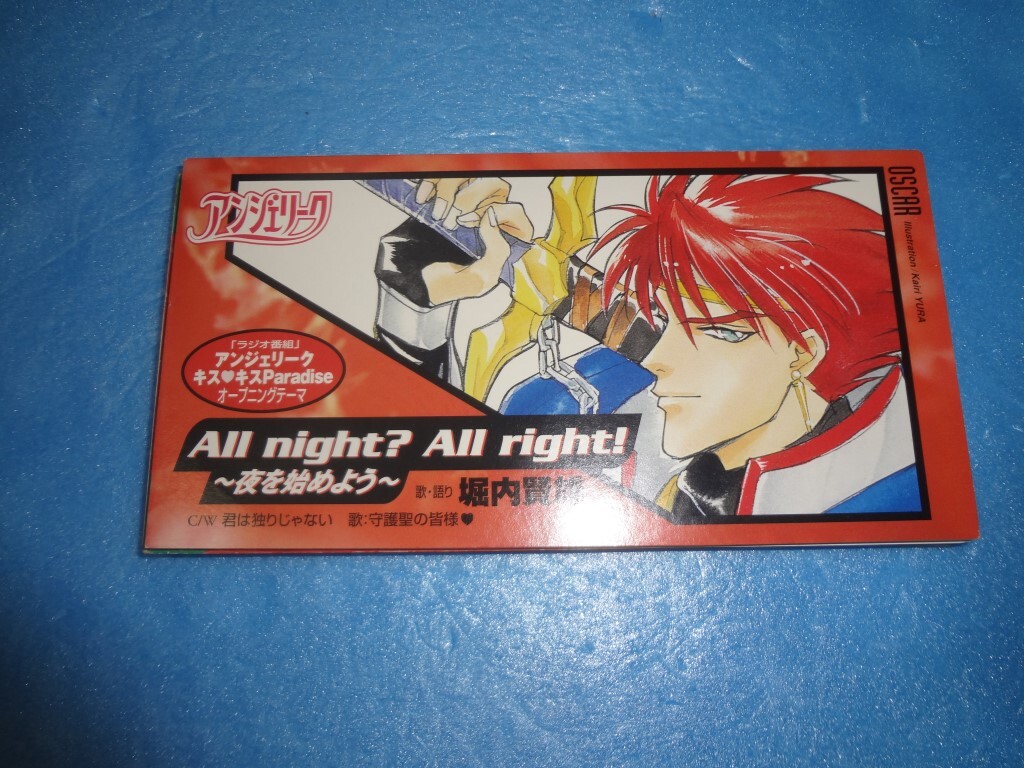 アンジェリーク
OSCAR
Illustration / Kairi YURA
「ラジオ番組」
アンジェリーク
キス♥キスParadise
オープニングテーマ
All night? All right!
～夜を始めよう～
歌・語り 堀内賢
C/W 君は独りじゃない 歌:守護聖の皆様♥